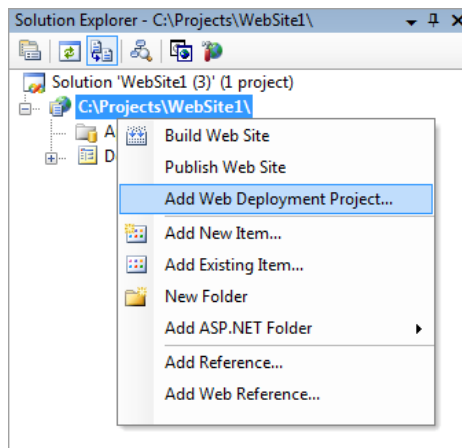 Solution Explorer - C:\Projects\WebSite1\
Solution 'WebSite1 (3)' (1 project)
C:\Projects\WebSite1\
A
D
Build Web Site
Publish Web Site
Add Web Deployment Project...
Add New Item...
Add Existing Item...
New Folder
Add ASP.NET Folder
Add Reference...
Add Web Reference...